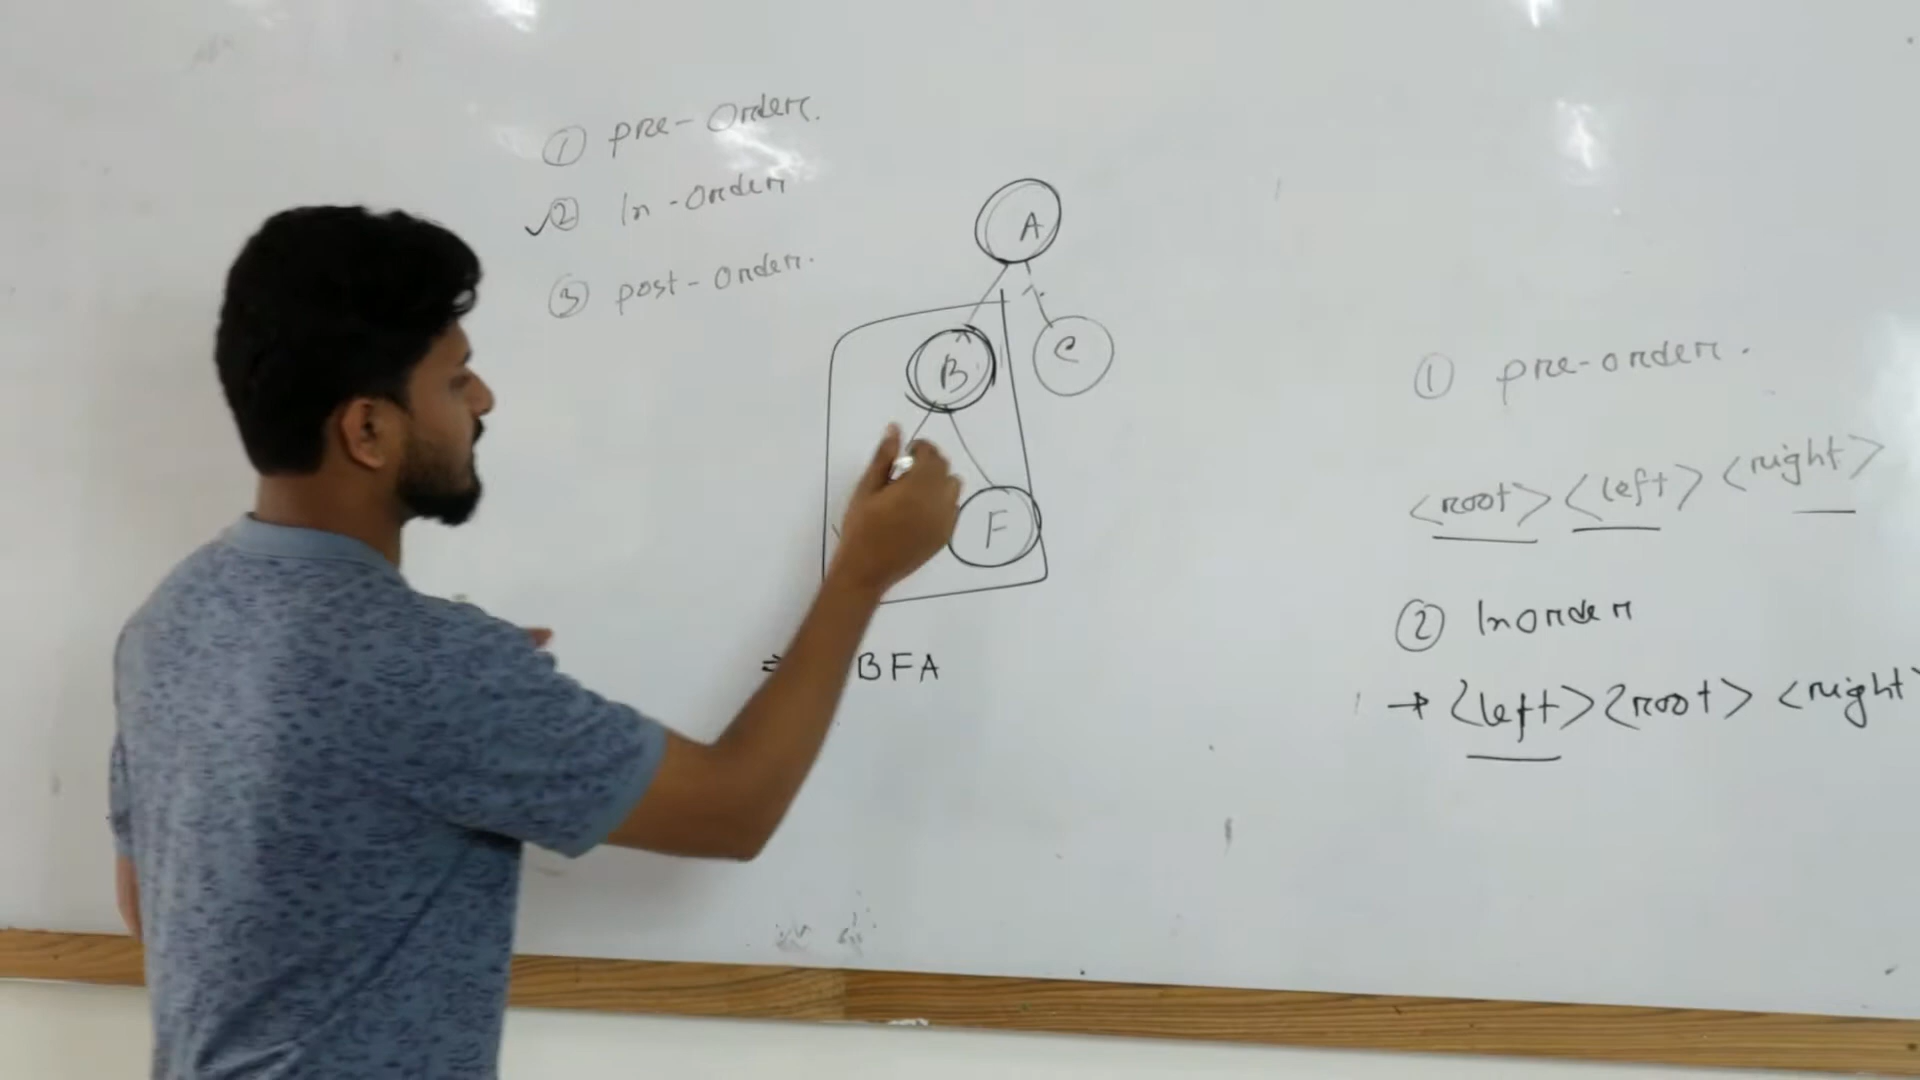 ① pre-order.
② In-order
③ post-order.
A
B
C
F
⇒ BFA
① pre-order.
<root> <left> <right>
② Inorder
→ <left> <root> <right>